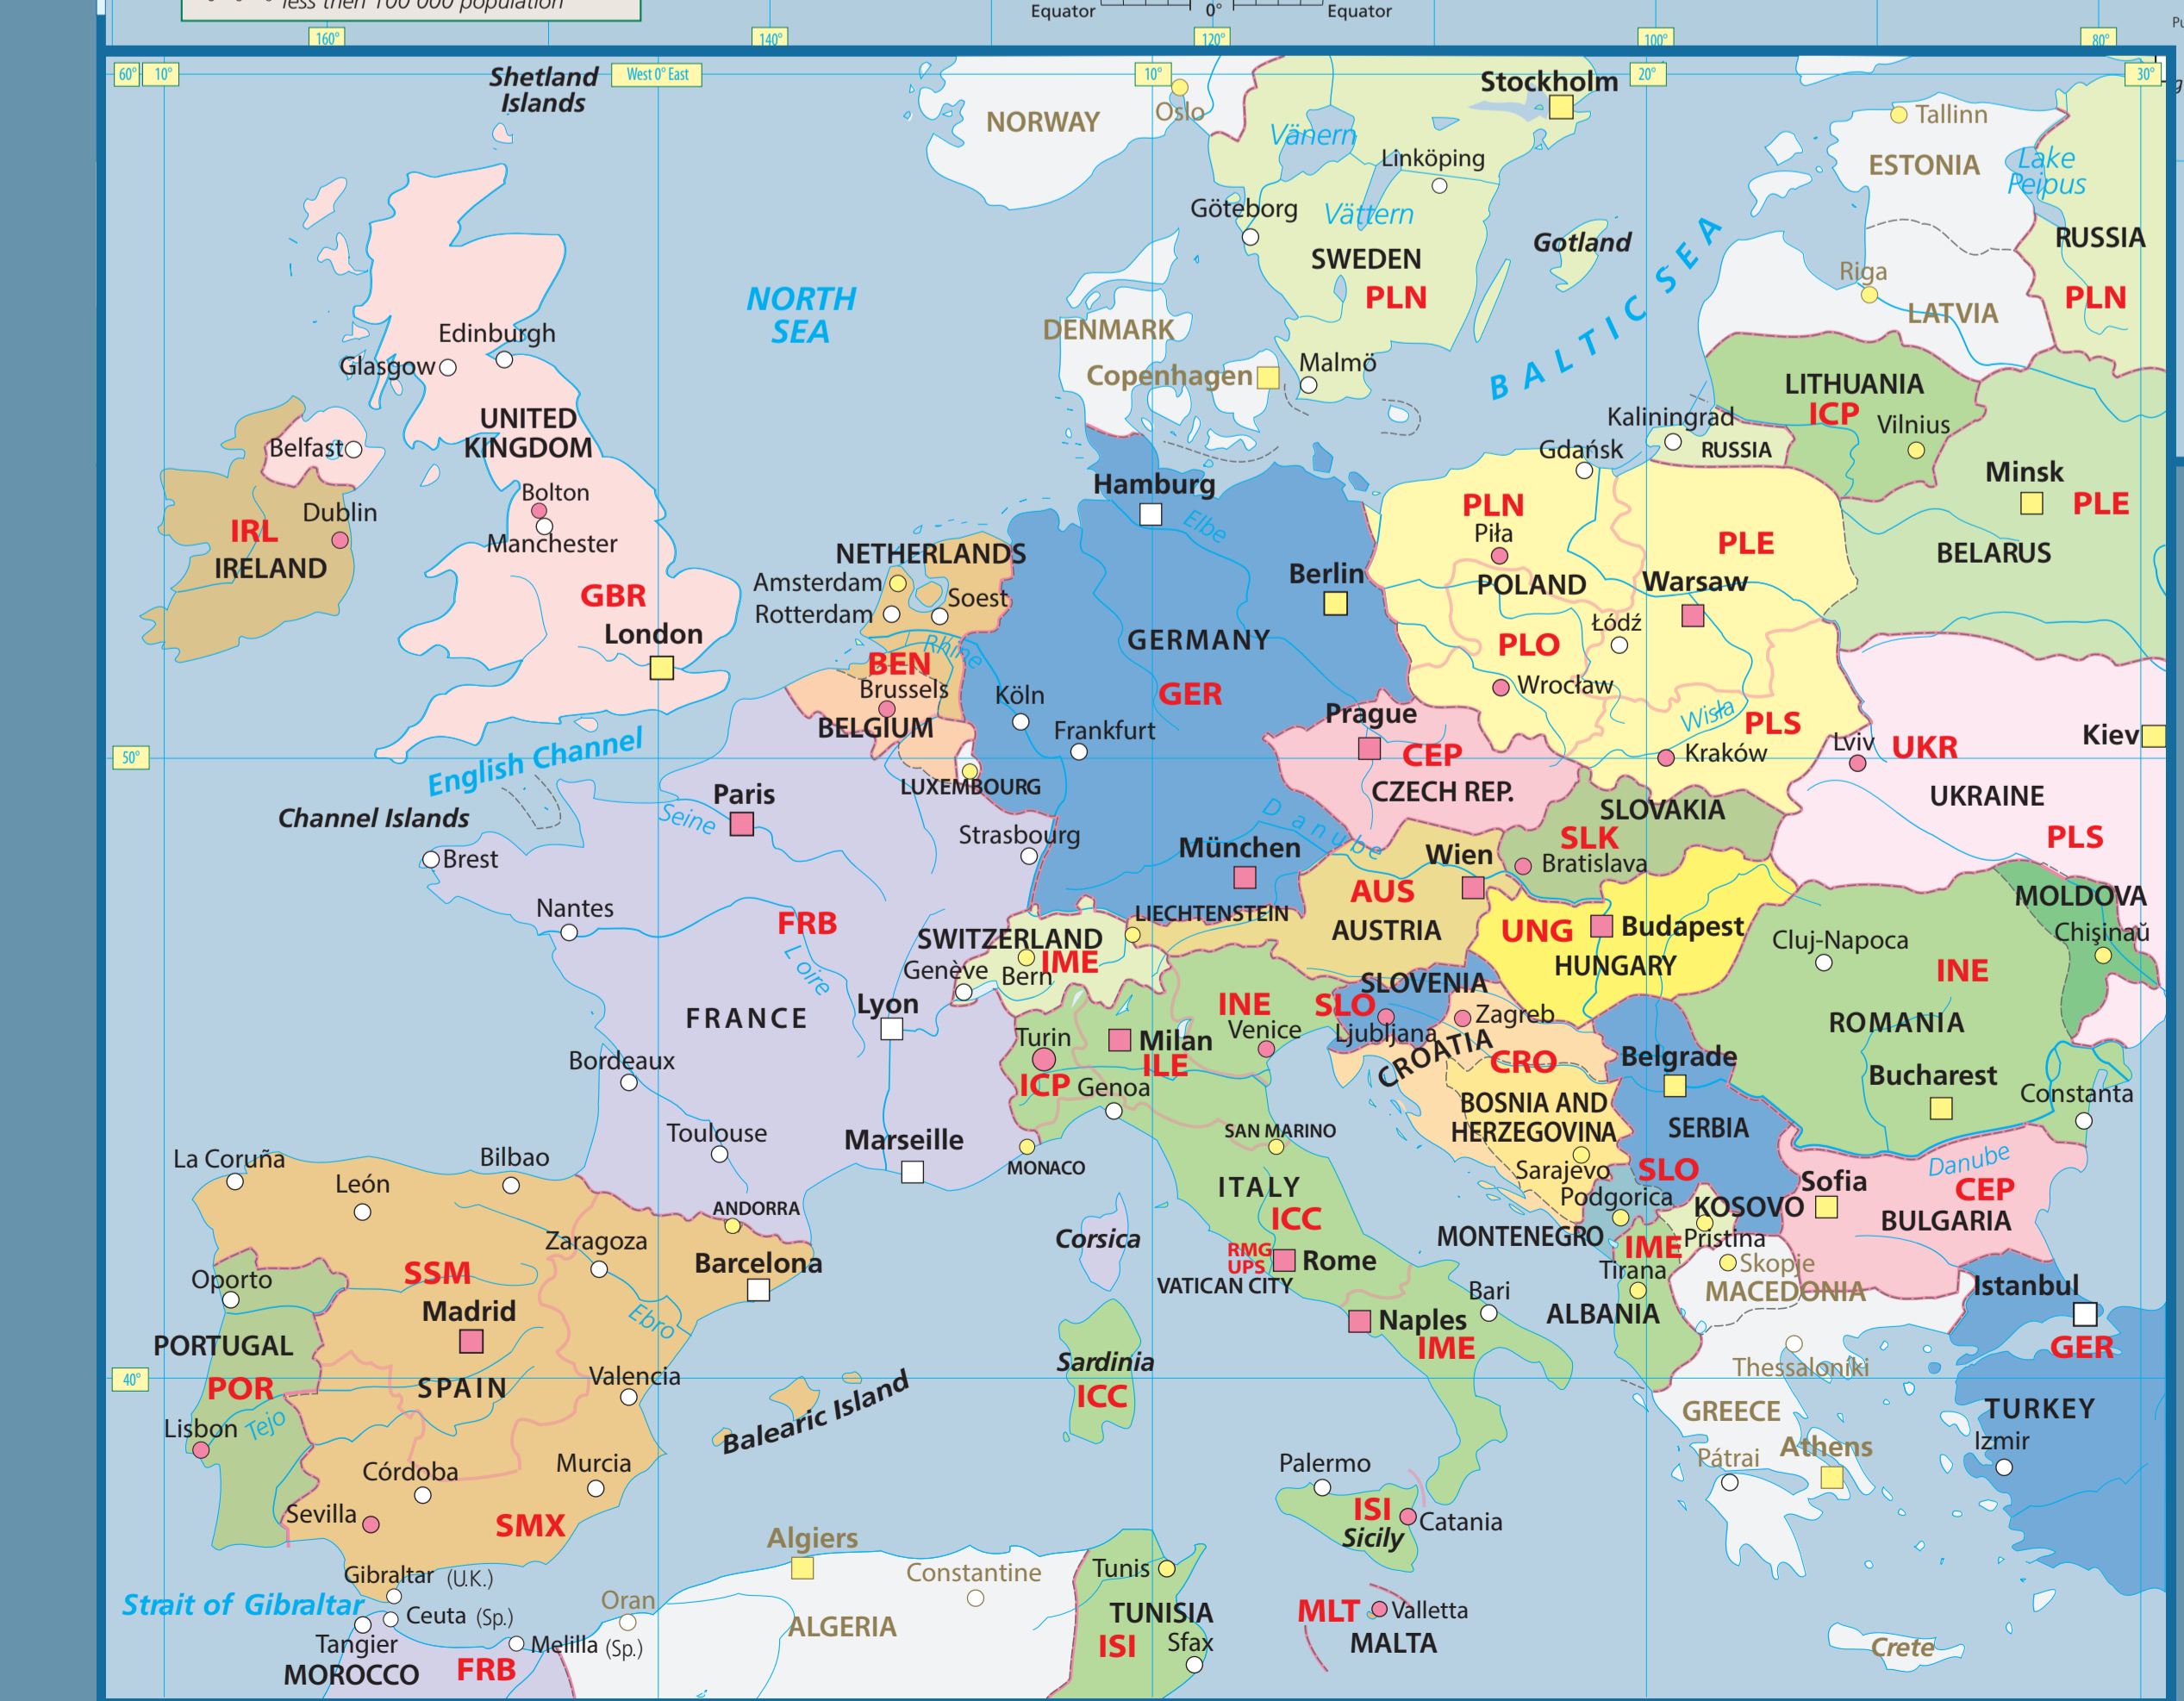 less then 100 000 population
Equator
0°
Equator
160°
140°
120°
100°
80°
60°
10°
West 0° East
10°
20°
30°
Shetland
Islands
NORWAY
Oslo
Stockholm
Vänern
Linköping
Göteborg
Vättern
SWEDEN
PLN
Gotland
Tallinn
ESTONIA
Lake
Peipus
RUSSIA
PLN
Riga
LATVIA
NORTH
SEA
BALTIC SEA
DENMARK
Copenhagen
Malmö
Edinburgh
Glasgow
UNITED
KINGDOM
Belfast
Bolton
Manchester
Dublin
IRL
IRELAND
GBR
London
LITHUANIA
ICP
Vilnius
Kaliningrad
RUSSIA
Gdańsk
Minsk
PLE
BELARUS
Hamburg
Elbe
NETHERLANDS
Amsterdam
Rotterdam
Soest
Rhine
BEN
Brussels
BELGIUM
LUXEMBOURG
Berlin
GERMANY
GER
Köln
Frankfurt
München
PLN
Piła
POLAND
PLE
Warsaw
Łódź
PLO
Wrocław
Wisła
PLS
Kraków
Prague
CEP
CZECH REP.
Lviv
UKR
Kiev
UKRAINE
PLS
50°
English Channel
Channel Islands
Brest
Paris
Seine
Strasbourg
Nantes
FRB
Loire
FRANCE
Lyon
Bordeaux
Toulouse
Marseille
Danube
SLOVAKIA
SLK
Bratislava
Wien
AUS
AUSTRIA
LIECHTENSTEIN
SWITZERLAND
IME
Genève
Bern
UNG
Budapest
HUNGARY
MOLDOVA
Chişinaŭ
Cluj-Napoca
INE
ROMANIA
Bucharest
Constanta
SLOVENIA
SLO
Ljubljana
Zagreb
CROATIA
CRO
INE
Venice
Turin
ICP
Milan
ILE
Genoa
MONACO
SAN MARINO
ITALY
ICC
RMG
UPS
Rome
VATICAN CITY
Naples
IME
Bari
Belgrade
SERBIA
SLO
BOSNIA AND
HERZEGOVINA
Sarajevo
Podgorica
MONTENEGRO
KOSOVO
Pristina
IME
Tirana
ALBANIA
Skopje
MACEDONIA
Sofia
Danube
CEP
BULGARIA
Istanbul
GER
TURKEY
Izmir
Thessaloníki
GREECE
Athens
Pátrai
Crete
La Coruña
León
Bilbao
ANDORRA
Zaragoza
Barcelona
SSM
Madrid
Ebro
Oporto
PORTUGAL
POR
Lisbon
Tejo
SPAIN
Valencia
40°
Balearic Island
Corsica
Sardinia
ICC
Córdoba
Murcia
Sevilla
SMX
Gibraltar (U.K.)
Strait of Gibraltar
Ceuta (Sp.)
Tangier
Melilla (Sp.)
MOROCCO
FRB
Oran
Algiers
Constantine
ALGERIA
Tunis
TUNISIA
ISI
Sfax
Palermo
ISI
Sicily
Catania
MLT
Valletta
MALTA